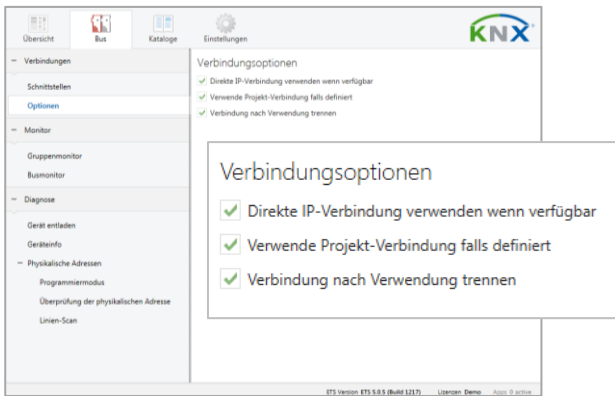 Übersicht
Bus
Kataloge
Einstellungen
KNX
Verbindungen
Schnittstellen
Optionen
Monitor
Gruppenmonitor
Busmonitor
Diagnose
Gerät entladen
Geräteinfo
Physikalische Adressen
Programmiermodus
Überprüfung der physikalischen Adresse
Linien-Scan
Verbindungsoptionen
Direkte IP-Verbindung verwenden wenn verfügbar
Verwende Projekt-Verbindung falls definiert
Verbindung nach Verwendung trennen
Verbindungsoptionen
Direkte IP-Verbindung verwenden wenn verfügbar
Verwende Projekt-Verbindung falls definiert
Verbindung nach Verwendung trennen
ETS Version ETS 5.0.5 (Build 1217) Lizenzen Demo Apps 0 active